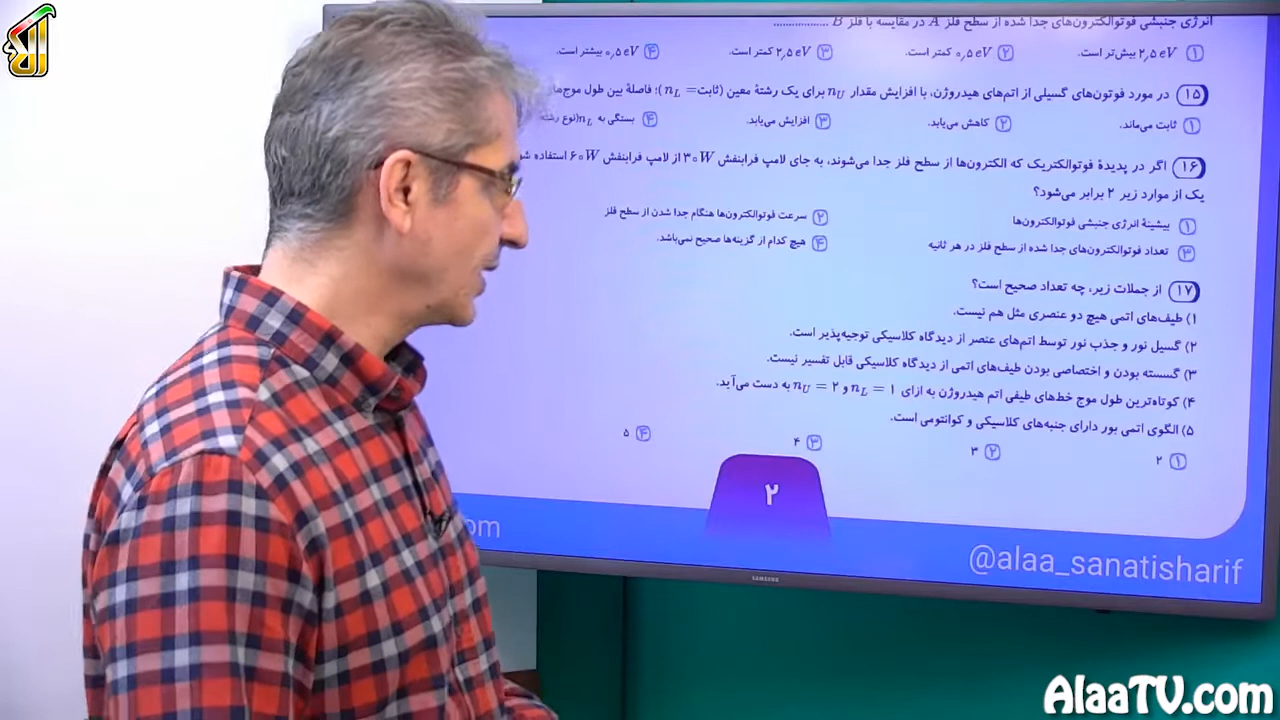 انرژی جنبشی فوتوالکترون‌های جدا شده از سطح فلز A در مقایسه با فلز B ..................
۱ ۲٫۵ eV بیش‌تر است. ۲ ۰٫۵ eV کمتر است. ۳ ۲٫۵ eV کمتر است. ۴ ۰٫۵ eV بیشتر است.
۱۵ در مورد فوتون‌های گسیلی از اتم‌های هیدروژن، با افزایش مقدار nU برای یک رشتهٔ معین (ثابت=nL)؛ فاصلهٔ بین طول موج‌ها
۱ ثابت می‌ماند. ۲ کاهش می‌یابد. ۳ افزایش می‌یابد. ۴ بستگی به nL(نوع رشته
۱۶ اگر در پدیدهٔ فوتوالکتریک که الکترون‌ها از سطح فلز جدا می‌شوند، به جای لامپ فرابنفش ۳۰W از لامپ فرابنفش ۶۰W استفاده
یک از موارد زیر ۲ برابر می‌شود؟
۱ بیشینهٔ انرژی جنبشی فوتوالکترون‌ها ۲ سرعت فوتوالکترون‌ها هنگام جدا شدن از سطح فلز
۳ تعداد فوتوالکترون‌های جدا شده از سطح فلز در هر ثانیه ۴ هیچ کدام از گزینه‌ها صحیح نمی‌باشد.
۱۷ از جملات زیر، چه تعداد صحیح است؟
۱) طیف‌های اتمی هیچ دو عنصری مثل هم نیست.
۲) گسیل نور و جذب نور توسط اتم‌های عنصر از دیدگاه کلاسیکی توجیه‌پذیر است.
۳) گسسته بودن و اختصاصی بودن طیف‌های اتمی از دیدگاه کلاسیکی قابل تفسیر نیست.
۴) کوتاه‌ترین طول موج خط‌های طیفی اتم هیدروژن به ازای nL = ۱ و nU = ۲ به دست می‌آید.
۵) الگوی اتمی بور دارای جنبه‌های کلاسیکی و کوانتومی است.
۱ ۲ ۲ ۳ ۳ ۴ ۴ ۵
۲
@alaa_sanatisharif
SAMSUNG
AlaaTV.com